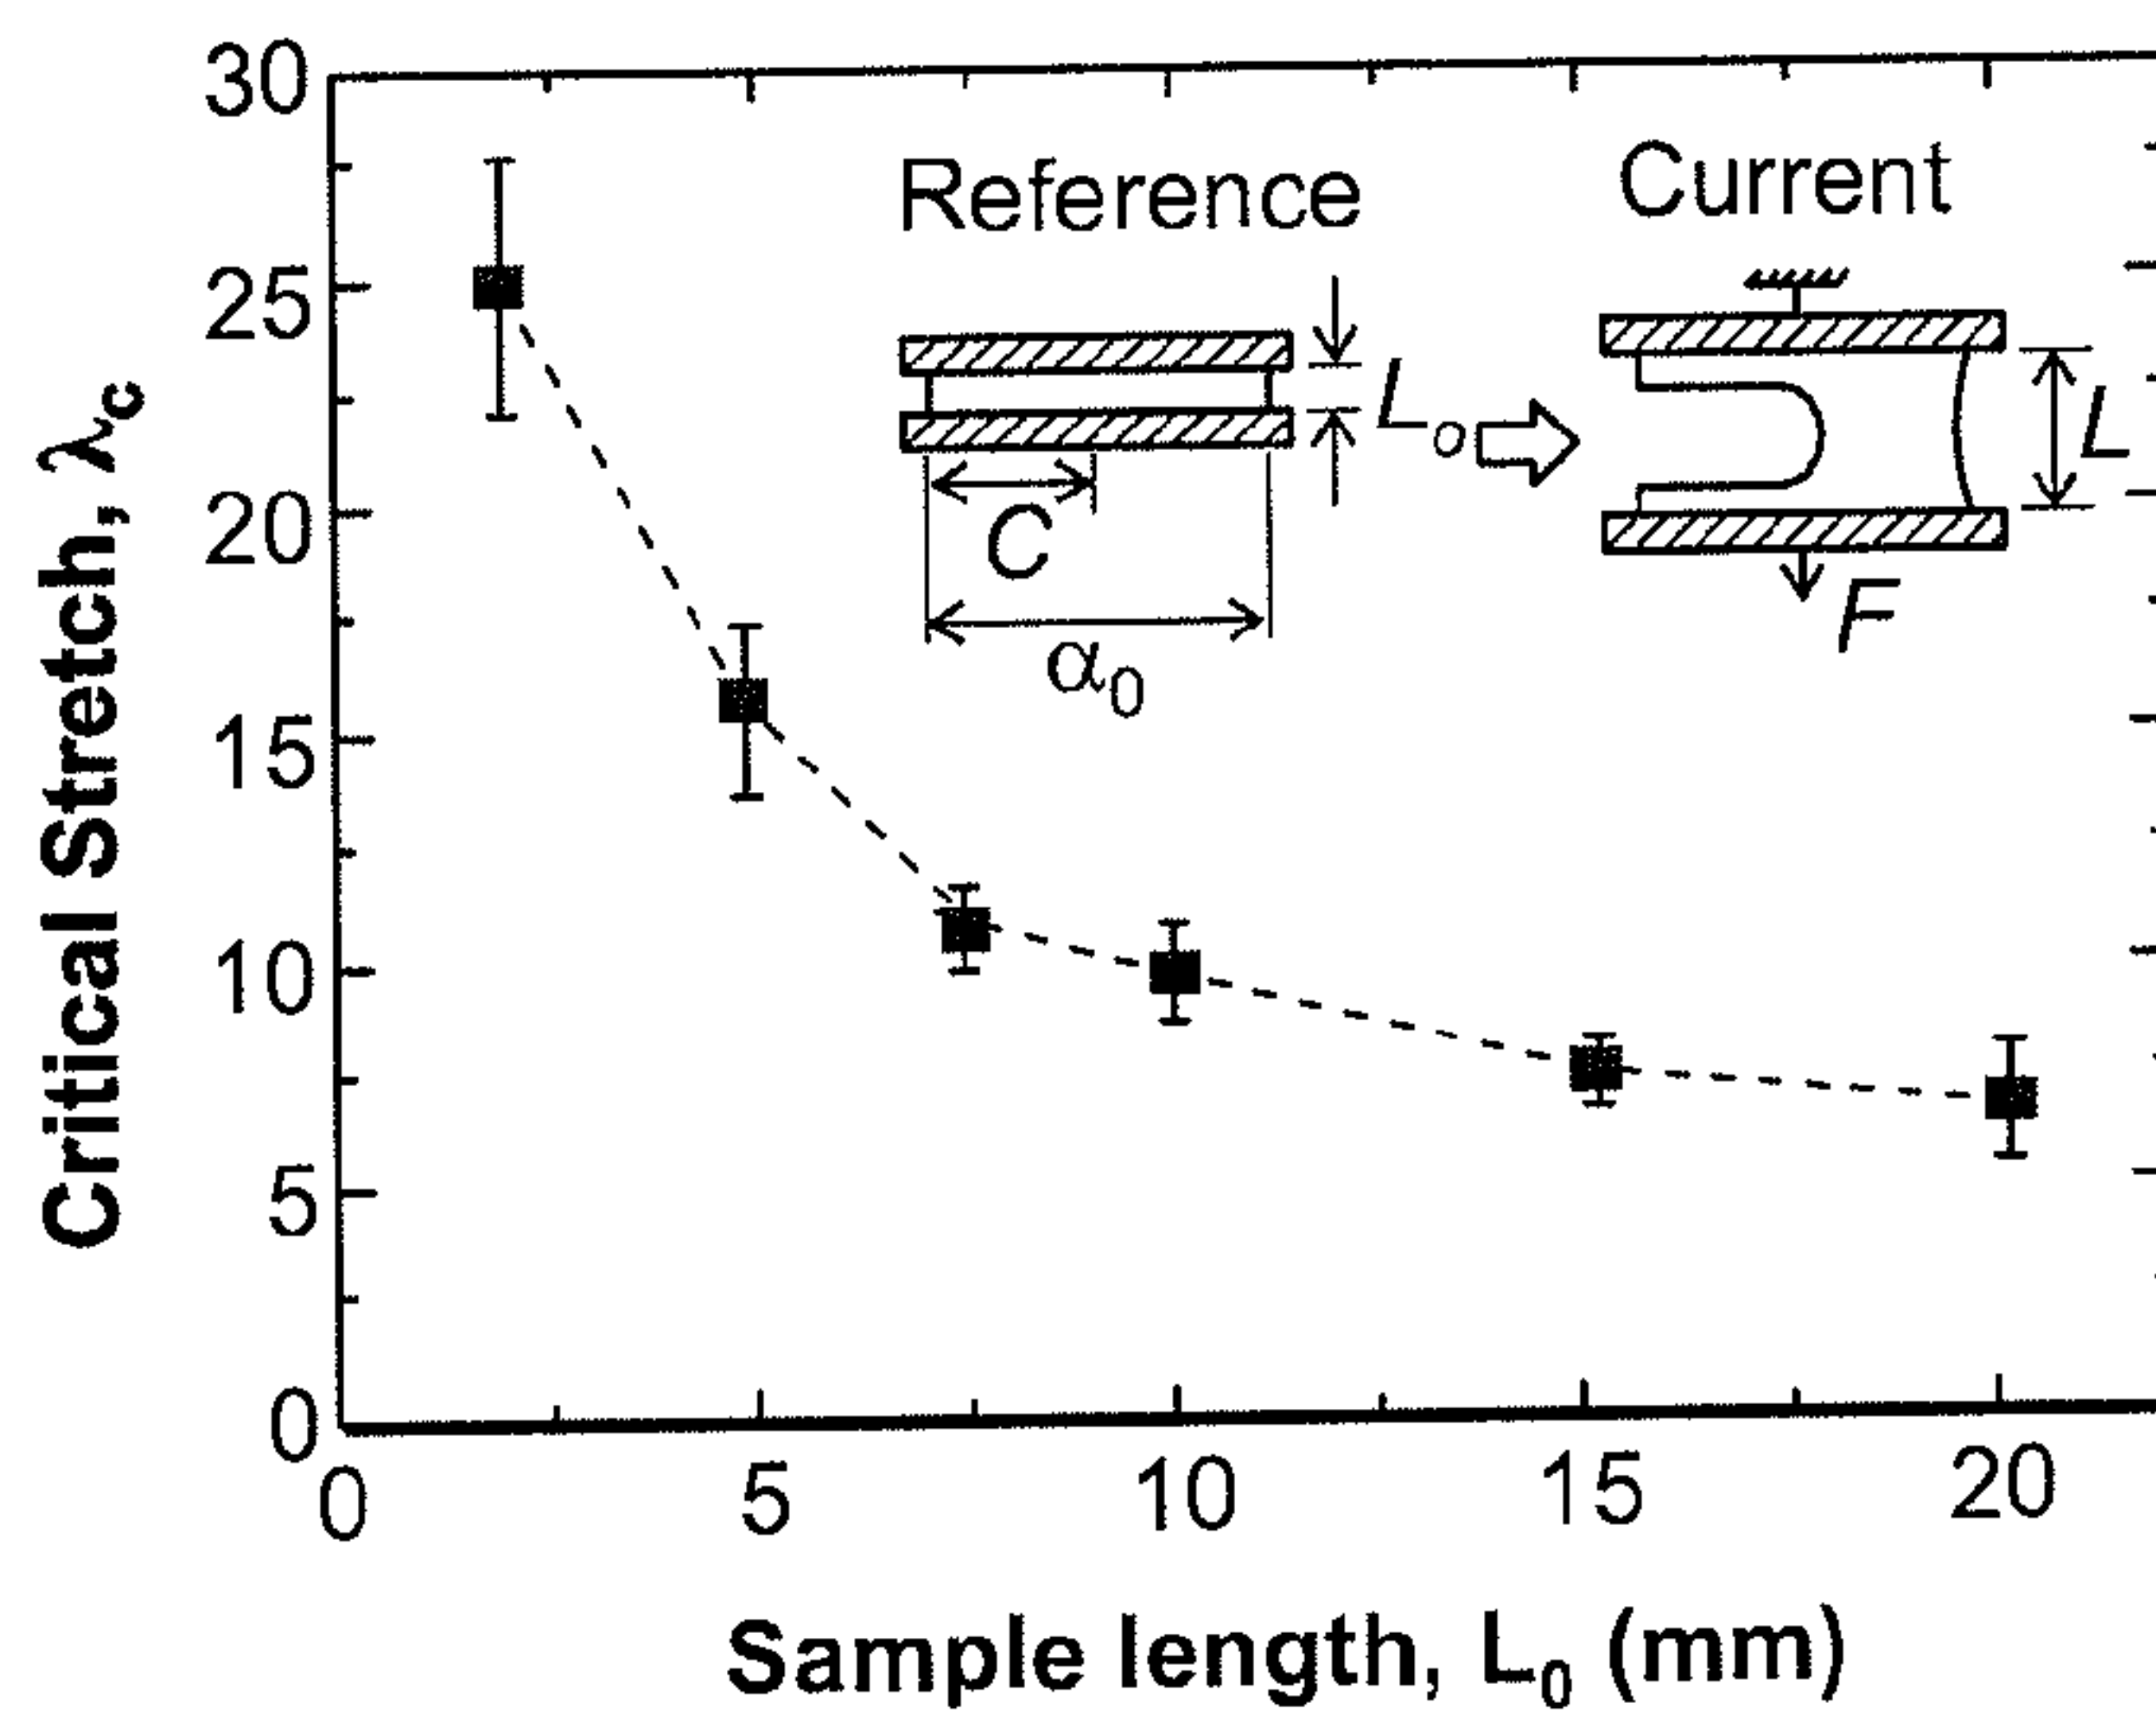 30
25
20
15
10
5
0
0 5 10 15 20
Critical Stretch, λc
Sample length, L0 (mm)
Reference
Current
Lo
L
C
α0
F